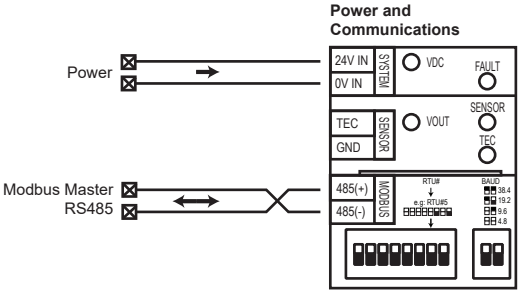 Power and
Communications
Power
24V IN
0V IN
SYSTEM
VDC
FAULT
TEC
GND
SENSOR
VOUT
SENSOR
TEC
Modbus Master
RS485
485(+)
485(-)
MODBUS
RTU#
e.g: RTU#5
BAUD
38.4
19.2
9.6
4.8